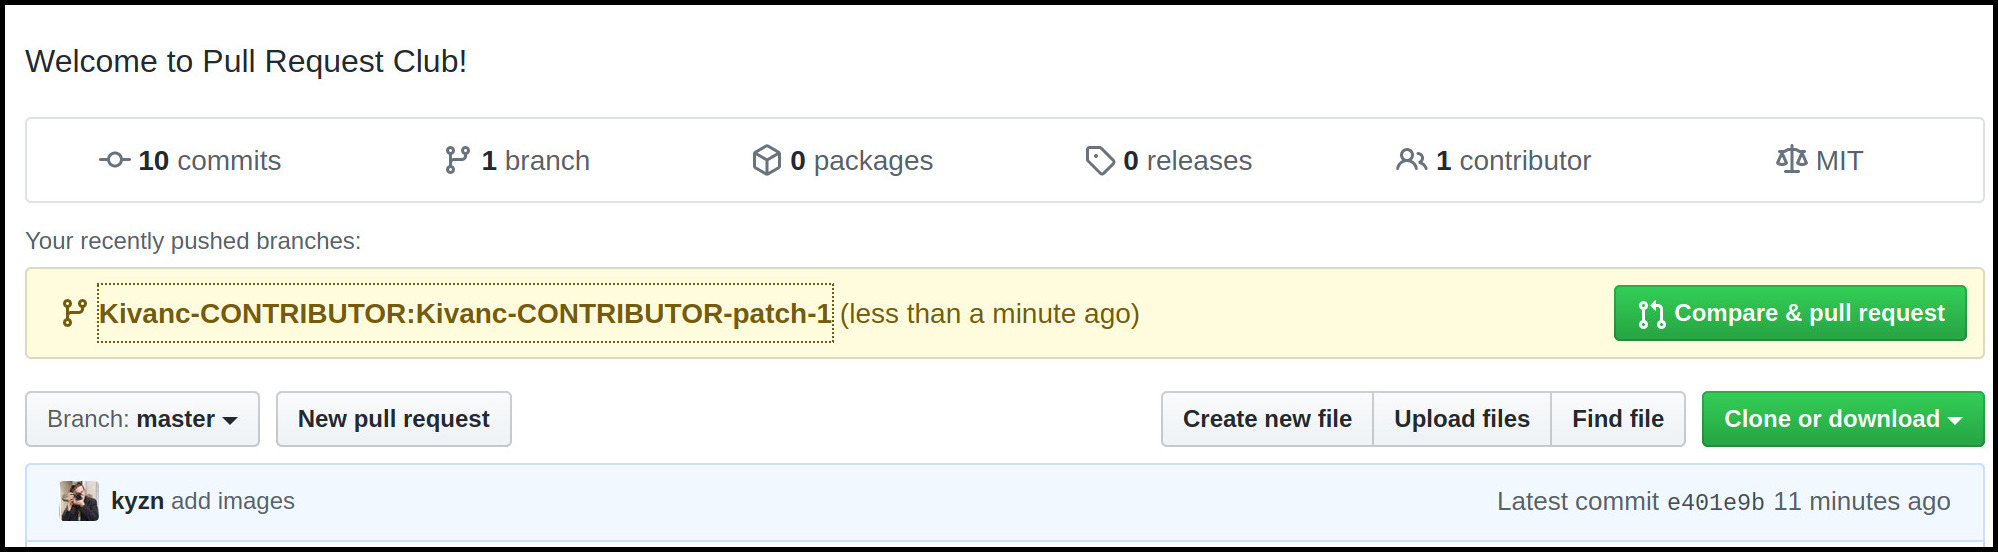 Welcome to Pull Request Club!
10 commits 1 branch 0 packages 0 releases 1 contributor MIT
Your recently pushed branches:
Kivanc-CONTRIBUTOR:Kivanc-CONTRIBUTOR-patch-1 (less than a minute ago) Compare & pull request
Branch: master New pull request Create new file Upload files Find file Clone or download
kyzn add images Latest commit e401e9b 11 minutes ago